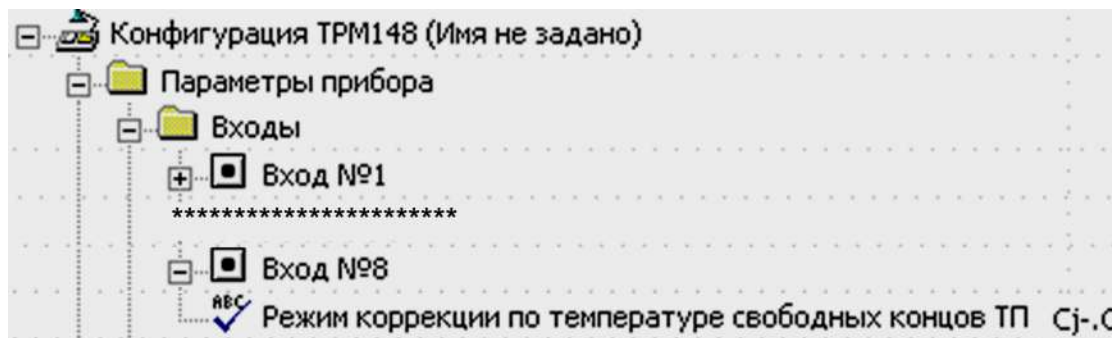 Конфигурация ТРМ148 (Имя не задано)
Параметры прибора
Входы
Вход №1
***********************
Вход №8
ABC Режим коррекции по температуре свободных концов ТП Cj-.C